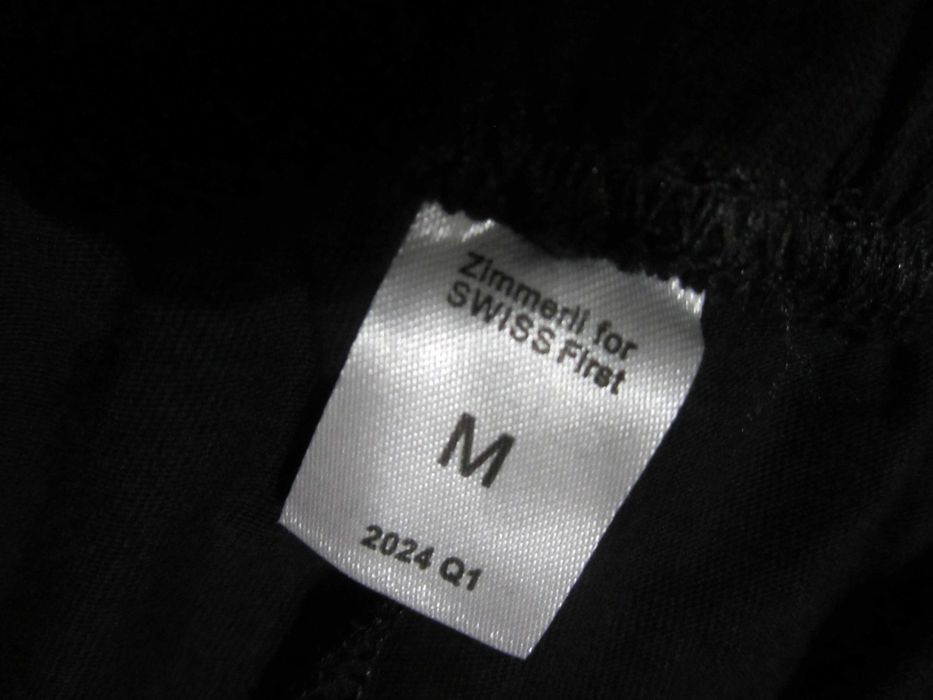 Zimmerli for
SWISS First
M
2024 Q1